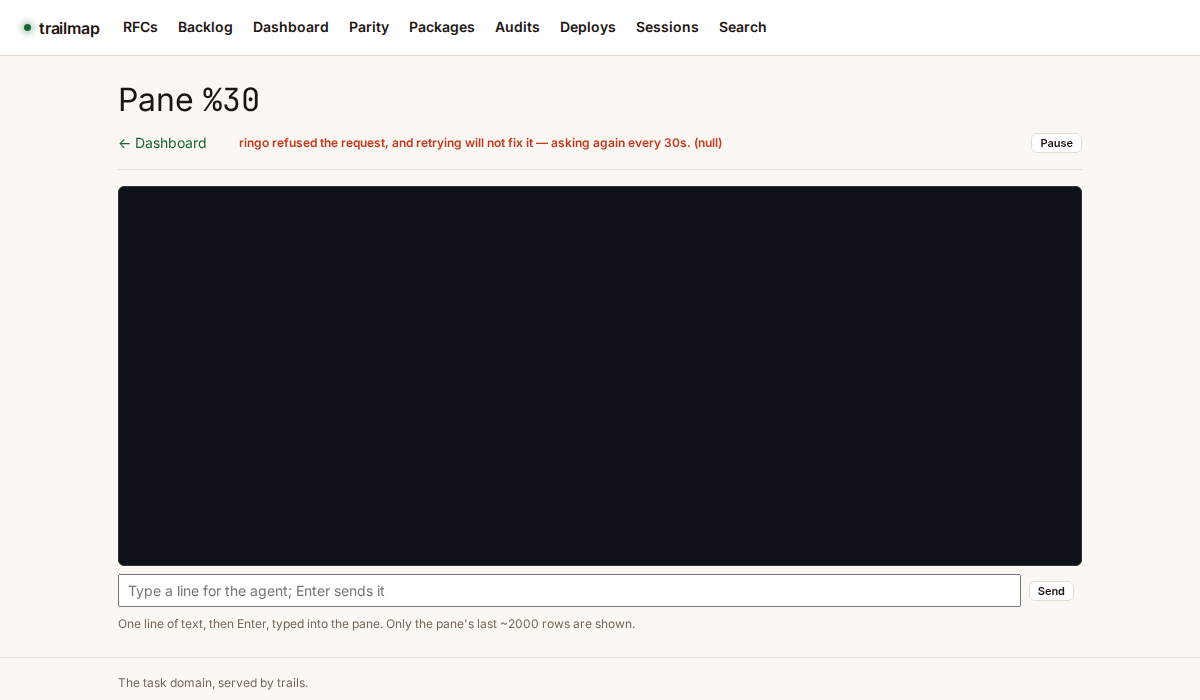 trailmap RFCs Backlog Dashboard Parity Packages Audits Deploys Sessions Search
Pane %30
← Dashboard ringo refused the request, and retrying will not fix it — asking again every 30s. (null) Pause
Type a line for the agent; Enter sends it Send
One line of text, then Enter, typed into the pane. Only the pane's last ~2000 rows are shown.
The task domain, served by trails.